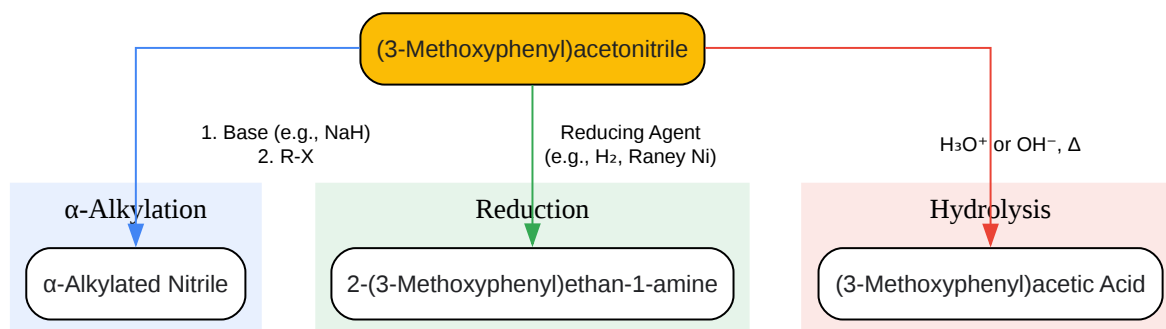 (3-Methoxyphenyl)acetonitrile
1. Base (e.g., NaH)
2. R-X
Reducing Agent
(e.g., H₂, Raney Ni)
H₃O⁺ or OH⁻, Δ
α-Alkylation
Reduction
Hydrolysis
α-Alkylated Nitrile
2-(3-Methoxyphenyl)ethan-1-amine
(3-Methoxyphenyl)acetic Acid